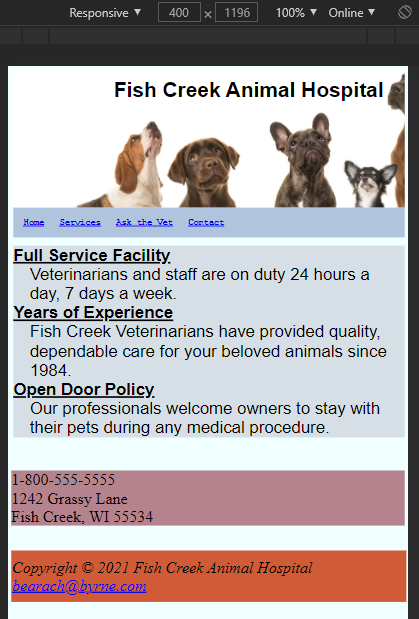 Responsive ▼ 400 × 1196 100% ▼ Online ▼
Fish Creek Animal Hospital
Home Services Ask the Vet Contact
Full Service Facility
Veterinarians and staff are on duty 24 hours a
day, 7 days a week.
Years of Experience
Fish Creek Veterinarians have provided quality,
dependable care for your beloved animals since
1984.
Open Door Policy
Our professionals welcome owners to stay with
their pets during any medical procedure.
1-800-555-5555
1242 Grassy Lane
Fish Creek, WI 55534
Copyright © 2021 Fish Creek Animal Hospital
bearach@byrne.com